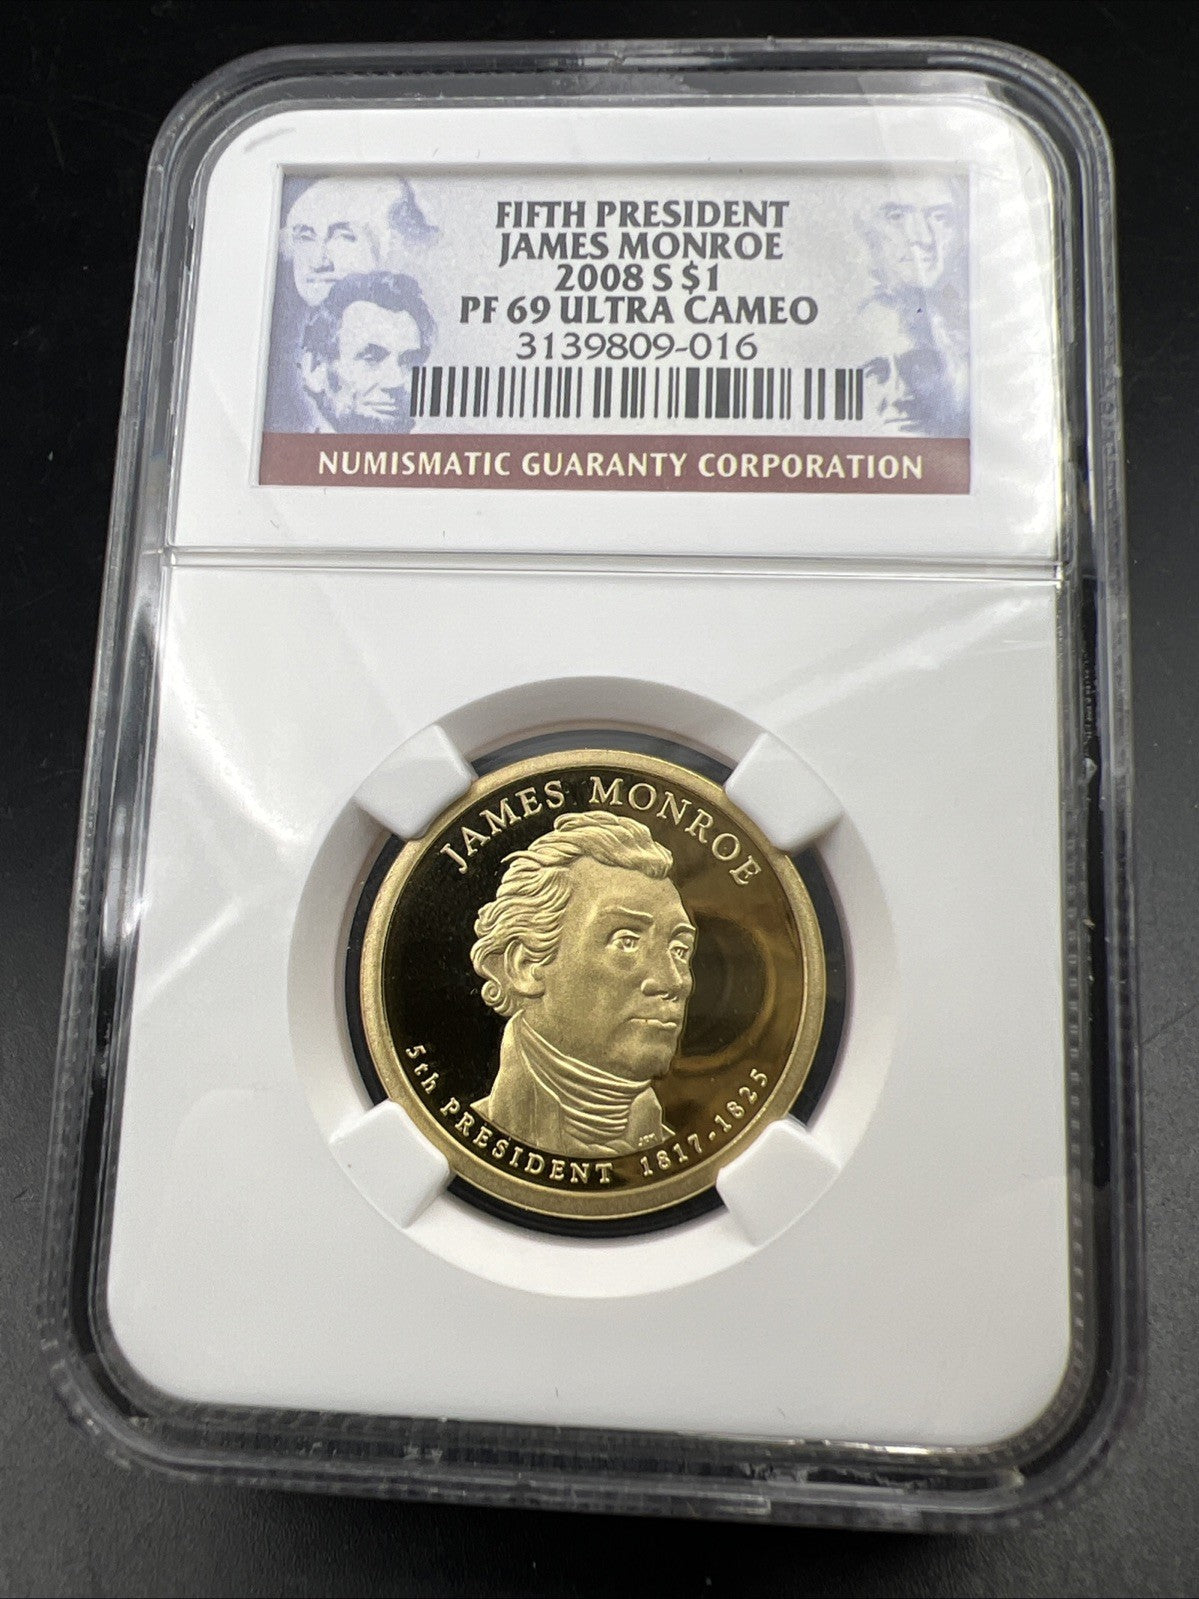 FIFTH PRESIDENT
JAMES MONROE
2008 S $1
PF 69 ULTRA CAMEO
3139809-016
NUMISMATIC GUARANTY CORPORATION
JAMES MONROE
5th PRESIDENT 1817-1825